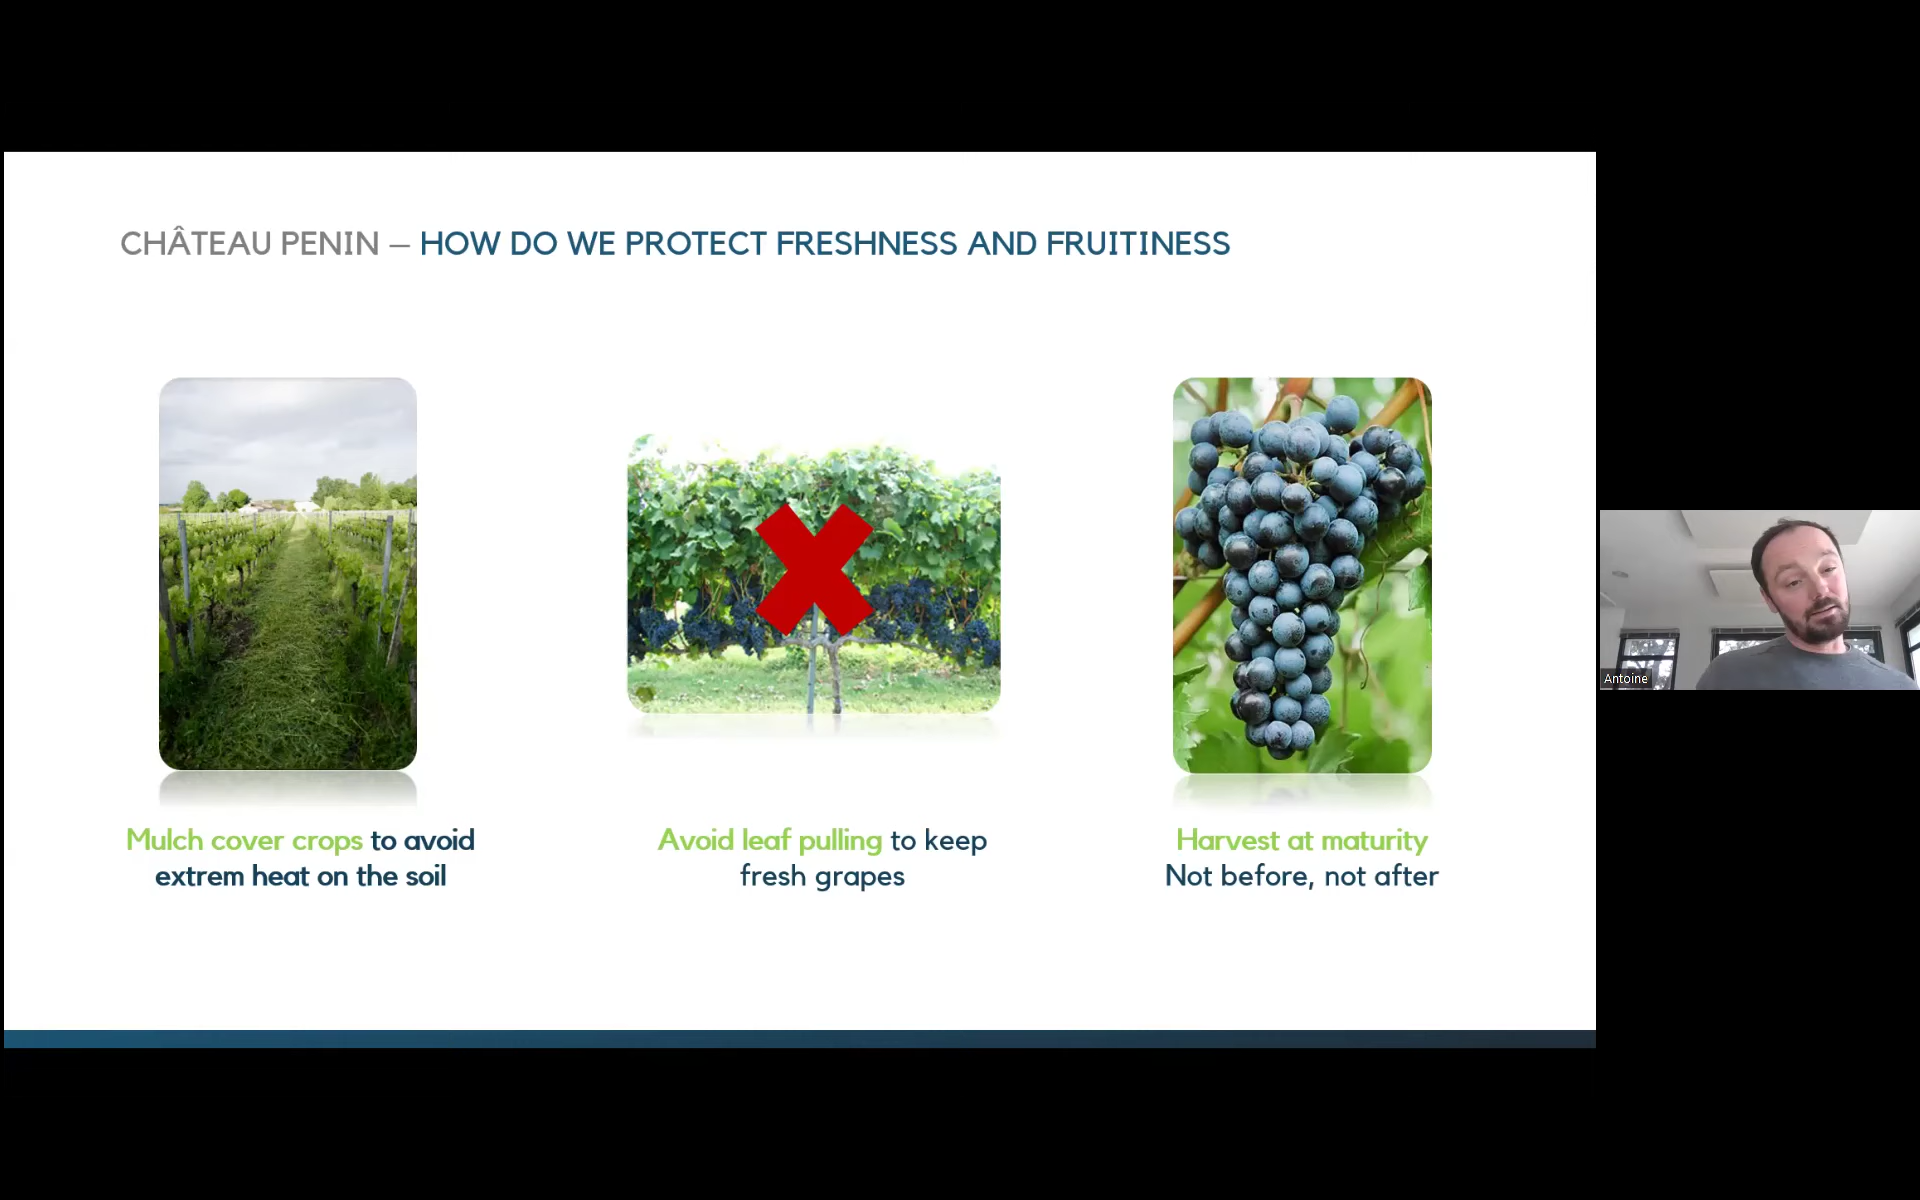 CHÂTEAU PENIN – HOW DO WE PROTECT FRESHNESS AND FRUITINESS
Mulch cover crops to avoid
extrem heat on the soil
Avoid leaf pulling to keep
fresh grapes
Harvest at maturity
Not before, not after
Antoine